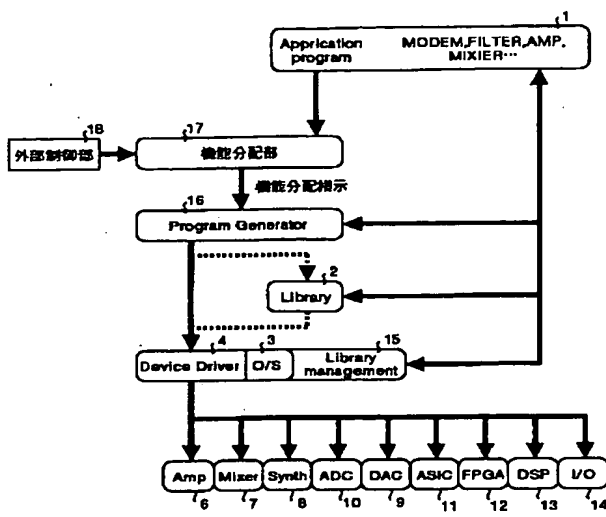 1
Apprication program
MODEM,FILTER,AMP,
MIXIER…
18
17
外部制御部
機能分配部
機能分配指示
16
Program Generator
2
Library
4
3
15
Device Driver
O/S
Library management
Amp
Mixer
Synth
ADC
DAC
ASIC
FPGA
DSP
I/O
6
7
8
10
9
11
12
13
14